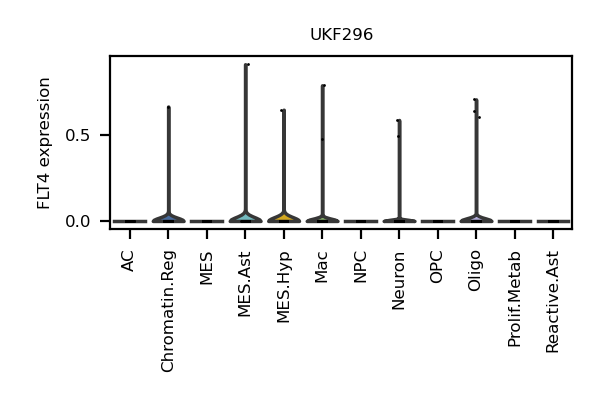 UKF296
FLT4 expression
0.5
0.0
AC
Chromatin.Reg
MES
MES.Ast
MES.Hyp
Mac
NPC
Neuron
OPC
Oligo
Prolif.Metab
Reactive.Ast